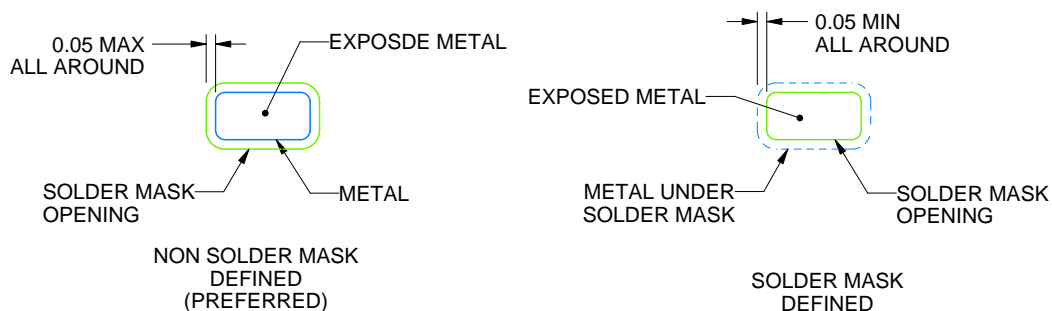 0.05 MAX
ALL AROUND
EXPOSDE METAL
SOLDER MASK
OPENING
METAL
NON SOLDER MASK
DEFINED
(PREFERRED)
0.05 MIN
ALL AROUND
EXPOSED METAL
METAL UNDER
SOLDER MASK
SOLDER MASK
OPENING
SOLDER MASK
DEFINED